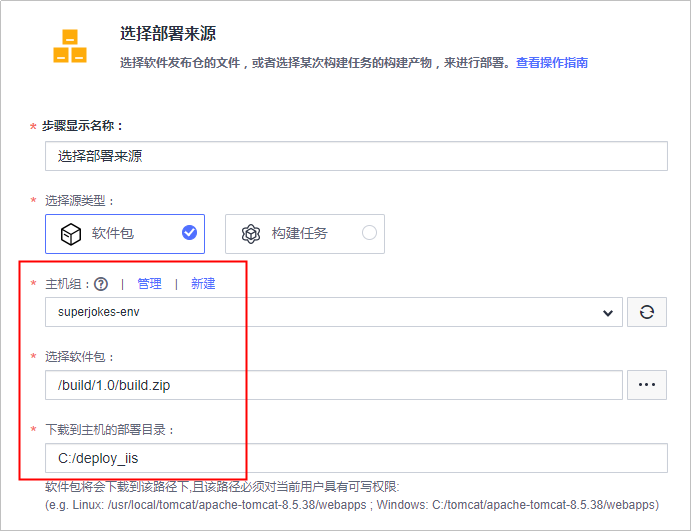 选择部署来源
选择软件发布仓的文件，或者选择某次构建任务的构建产物，来进行部署。查看操作指南
* 步骤显示名称：
选择部署来源
* 选择源类型：
软件包 构建任务
* 主机组：? | 管理 | 新建
superjokes-env
* 选择软件包：
/build/1.0/build.zip ...
* 下载到主机的部署目录：
C:/deploy_iis
软件包将会下载到该路径下,且该路径必须对当前用户具有可写权限:
(e.g. Linux: /usr/local/tomcat/apache-tomcat-8.5.38/webapps ; Windows: C:/tomcat/apache-tomcat-8.5.38/webapps)